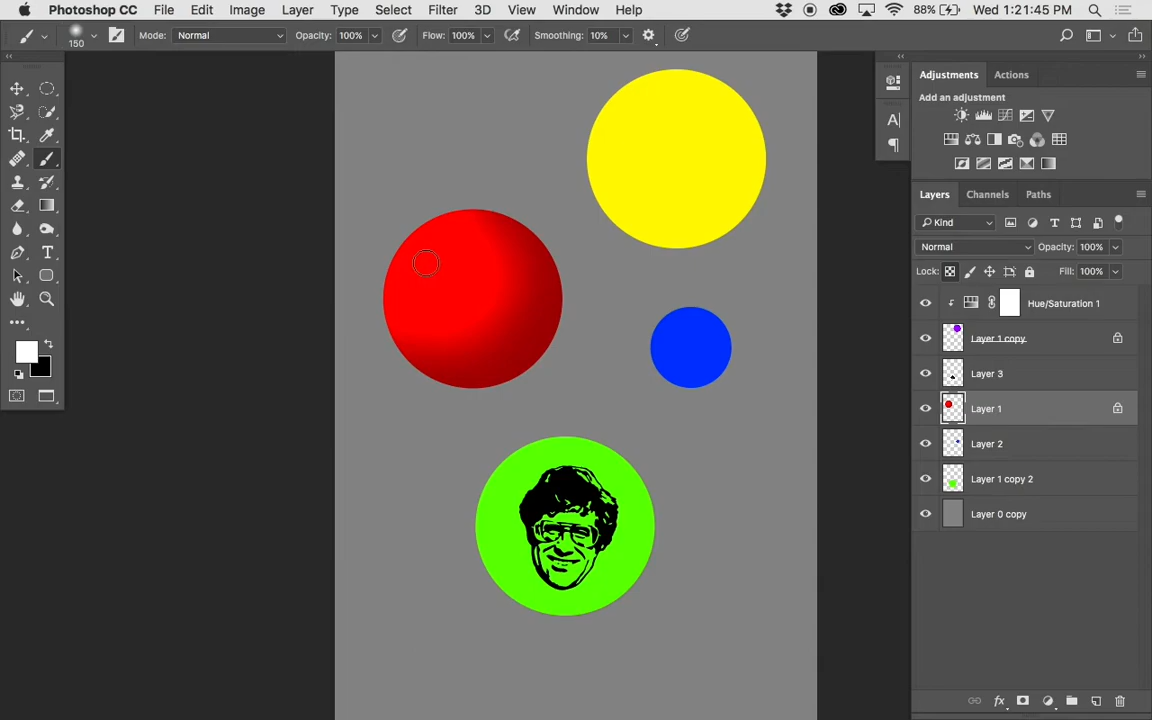 Photoshop CC File Edit Image Layer Type Select Filter 3D View Window Help 88% Wed 1:21:45 PM
150 Mode: Normal Opacity: 100% Flow: 100% Smoothing: 10%
Adjustments Actions
Add an adjustment
Layers Channels Paths
Kind
Normal Opacity: 100%
Lock: Fill: 100%
Hue/Saturation 1
Layer 1 copy
Layer 3
Layer 1
Layer 2
Layer 1 copy 2
Layer 0 copy